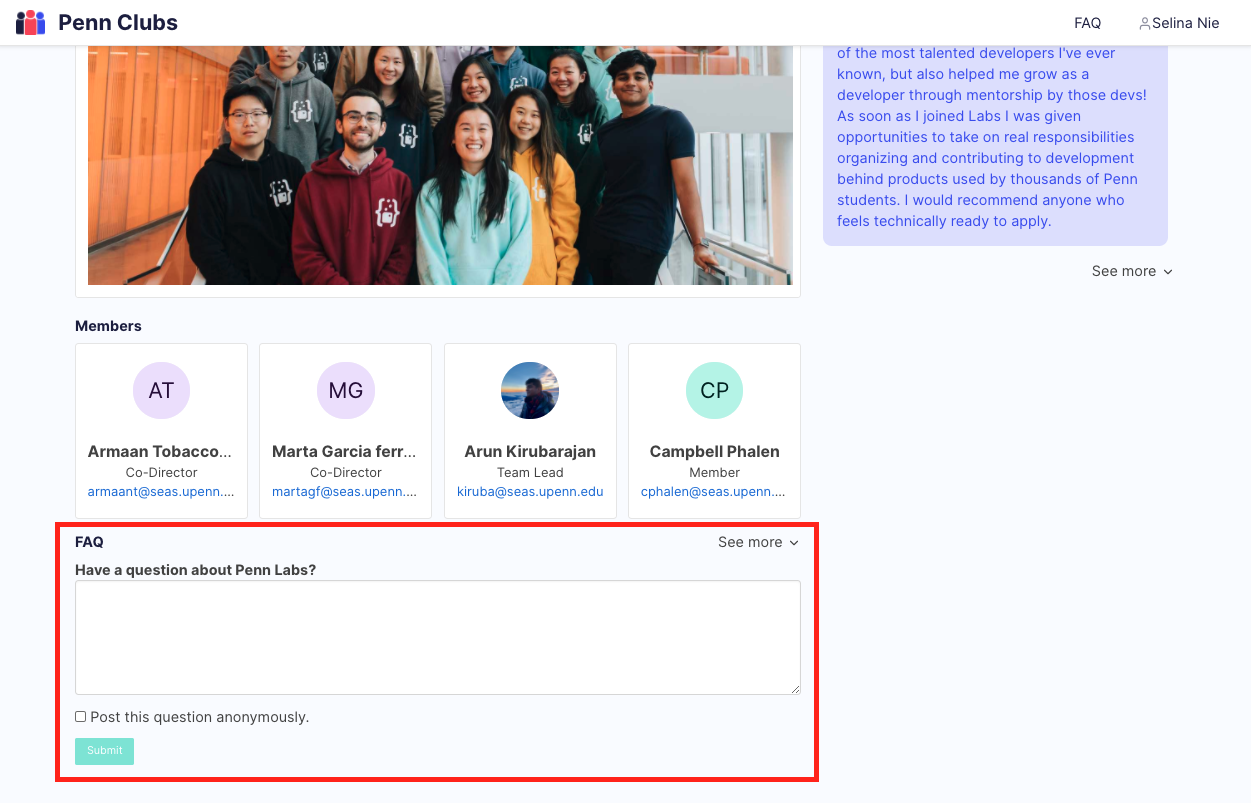 Penn Clubs
FAQ
Selina Nie
of the most talented developers I've ever
known, but also helped me grow as a
developer through mentorship by those devs!
As soon as I joined Labs I was given
opportunities to take on real responsibilities
organizing and contributing to development
behind products used by thousands of Penn
students. I would recommend anyone who
feels technically ready to apply.
See more
Members
AT
Armaan Tobacco...
Co-Director
armaant@seas.upenn....
MG
Marta Garcia ferr...
Co-Director
martagf@seas.upenn....
Arun Kirubarajan
Team Lead
kiruba@seas.upenn.edu
CP
Campbell Phalen
Member
cphalen@seas.upenn....
FAQ
See more
Have a question about Penn Labs?
Post this question anonymously.
Submit